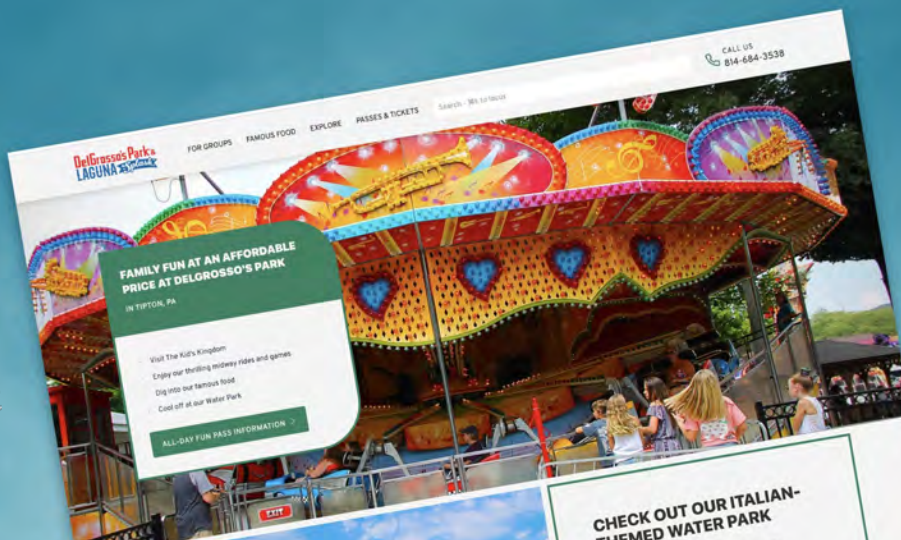 DelGrosso's Park &
LAGUNA Splash
FOR GROUPS
FAMOUS FOOD
EXPLORE
PASSES & TICKETS
CALL US
814-684-3538
FAMILY FUN AT AN AFFORDABLE
PRICE AT DELGROSSO'S PARK
IN TIPTON, PA
Visit The Kid's Kingdom
Enjoy our thrilling midway rides and games
Dig into our famous food
Cool off at our Water Park
ALL-DAY FUN PASS INFORMATION >
EXIT
CHECK OUT OUR ITALIAN-
THEMED WATER PARK